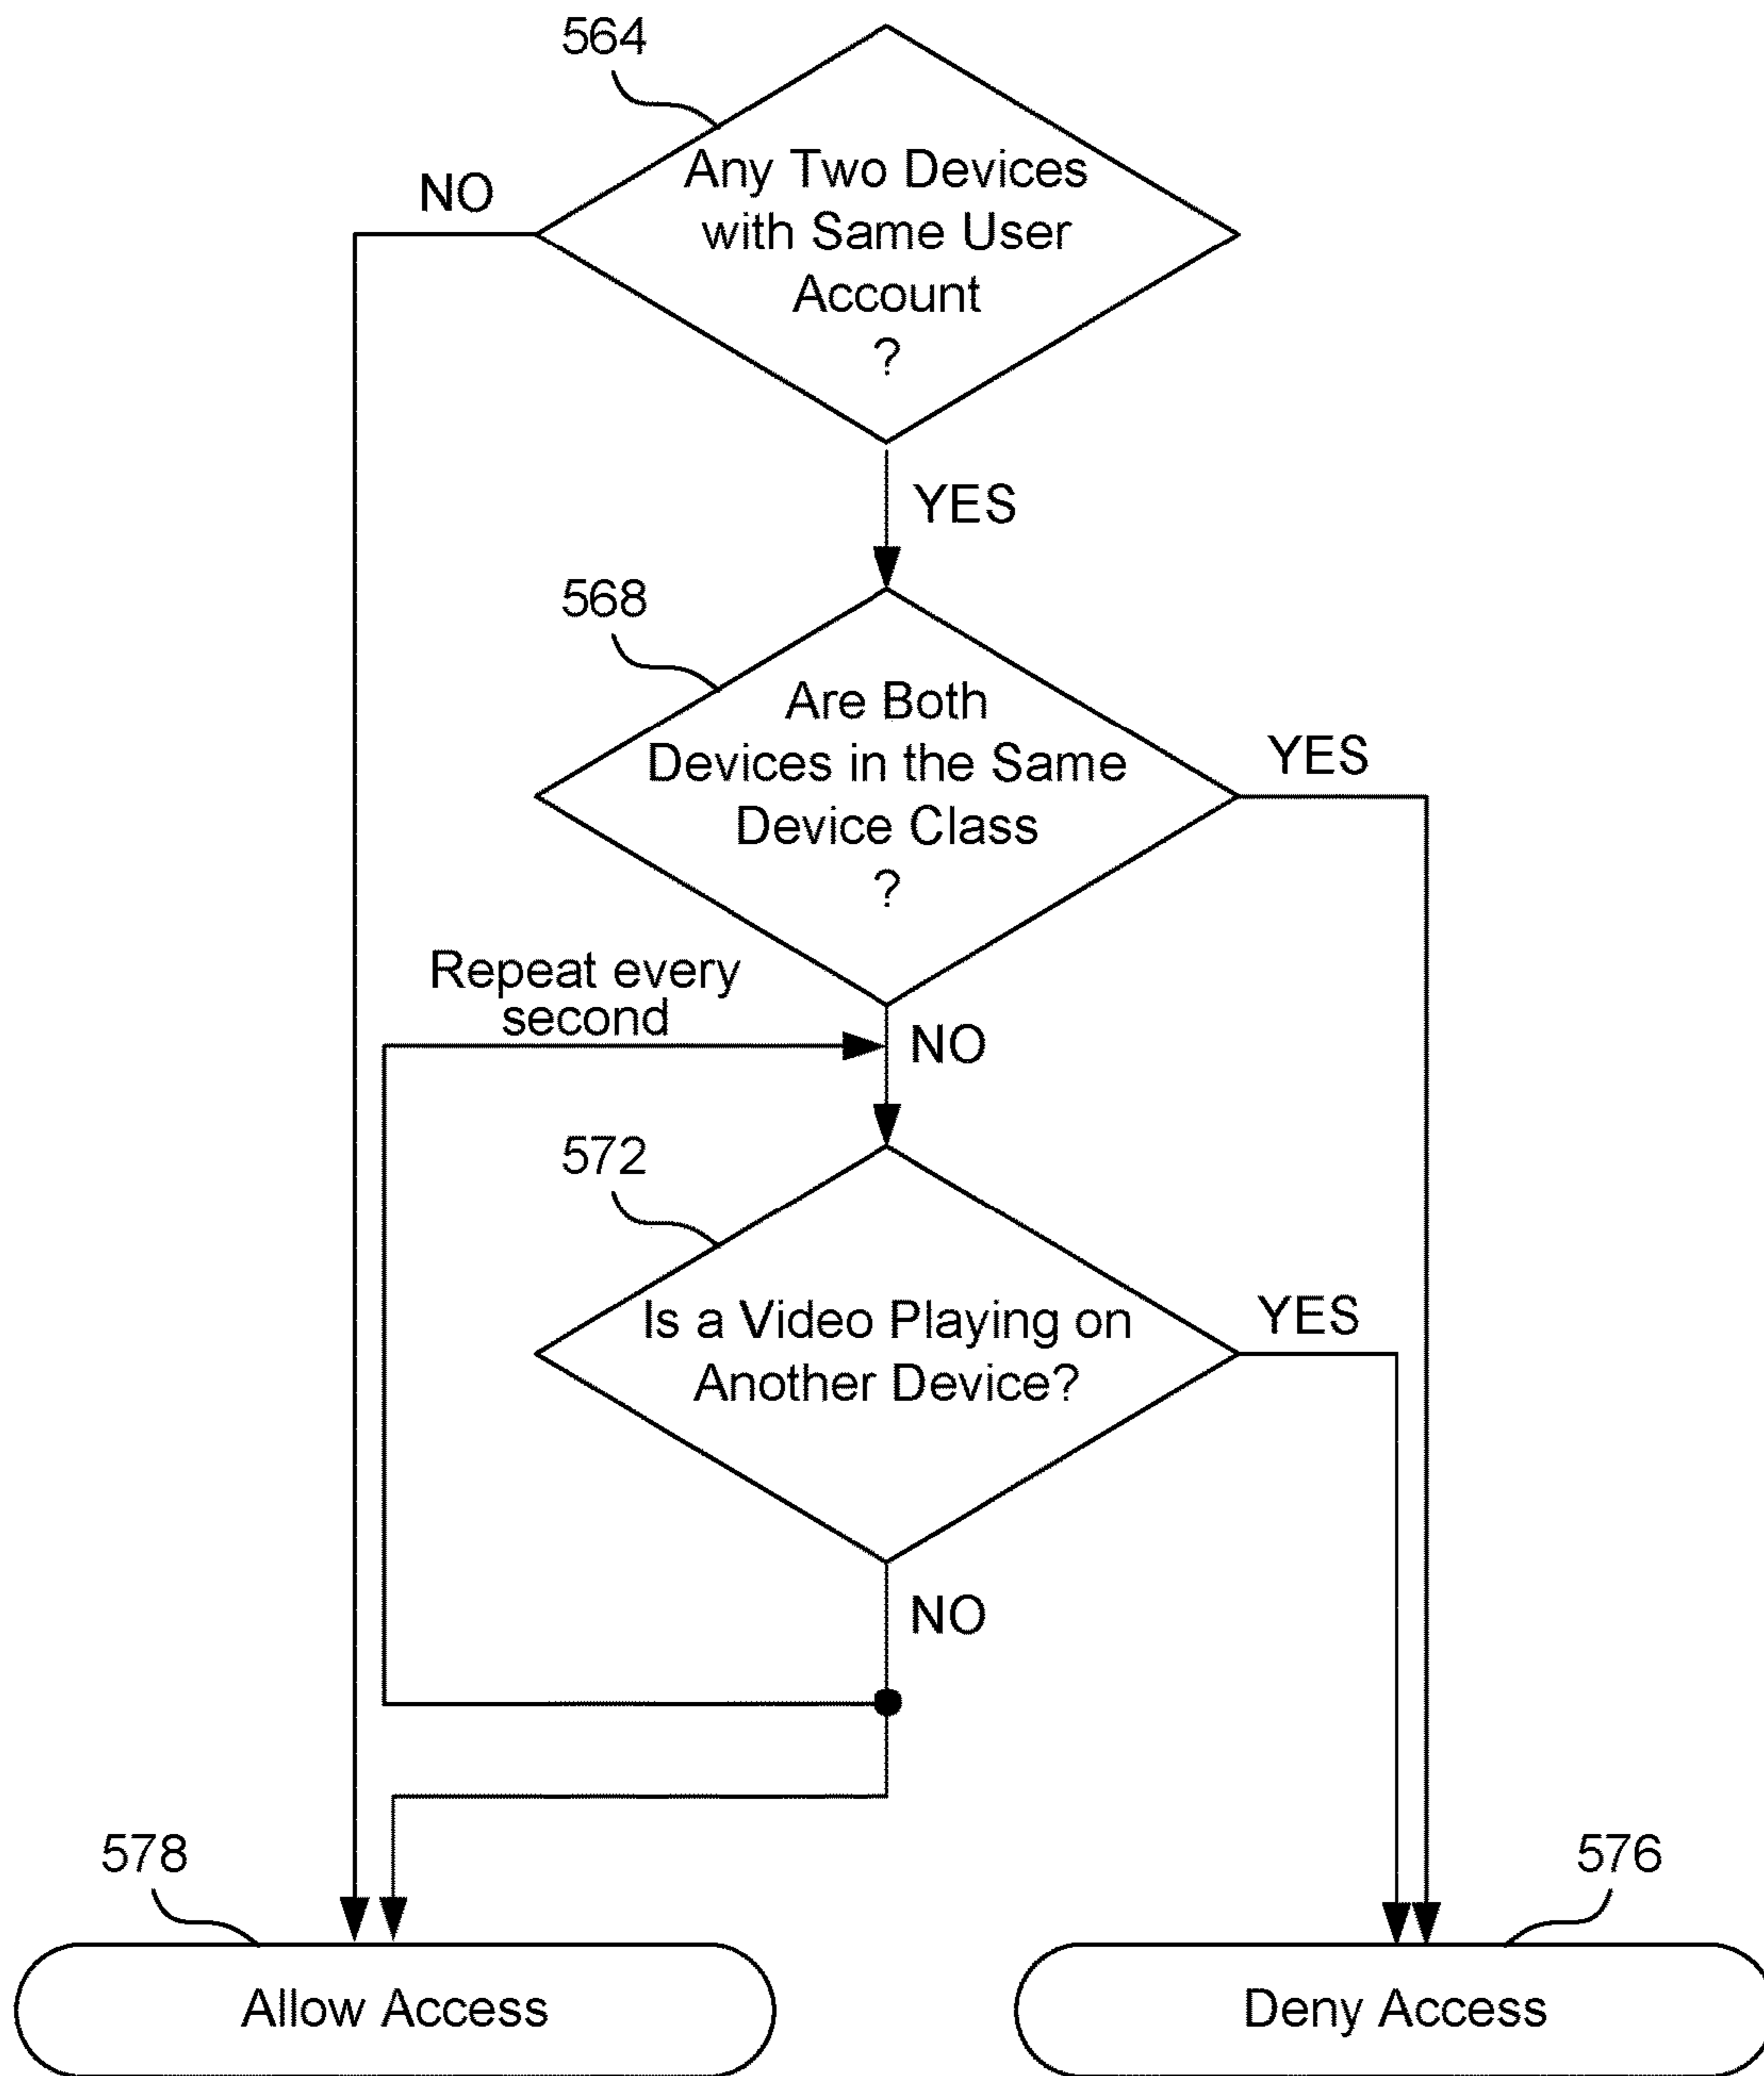 564
Any Two Devices
with Same User
Account
?
NO
YES
568
Are Both
Devices in the Same
Device Class
?
YES
Repeat every
second
NO
572
Is a Video Playing on
Another Device?
YES
NO
578
576
Allow Access
Deny Access